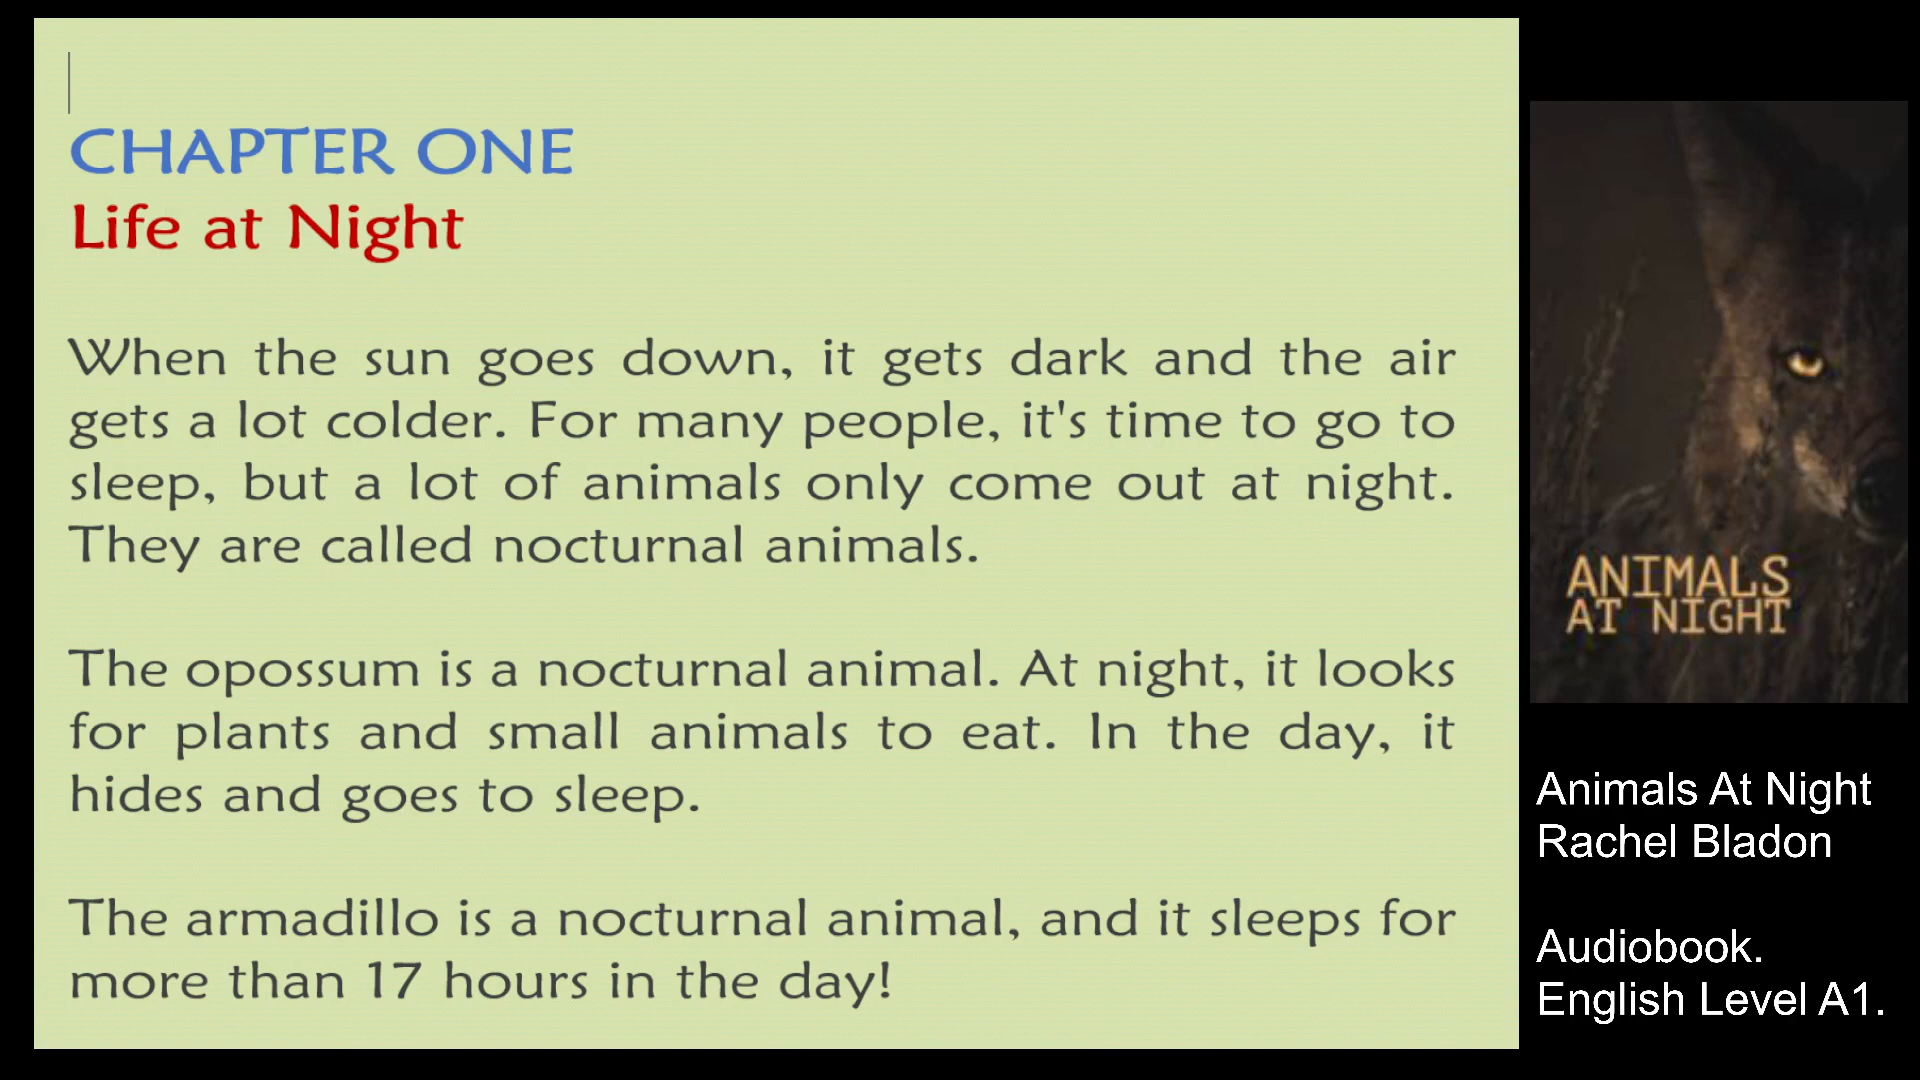 CHAPTER ONE
Life at Night
When the sun goes down, it gets dark and the air
gets a lot colder. For many people, it's time to go to
sleep, but a lot of animals only come out at night.
They are called nocturnal animals.
The opossum is a nocturnal animal. At night, it looks
for plants and small animals to eat. In the day, it
hides and goes to sleep.
The armadillo is a nocturnal animal, and it sleeps for
more than 17 hours in the day!
ANIMALS
AT NIGHT
Animals At Night
Rachel Bladon
Audiobook.
English Level A1.